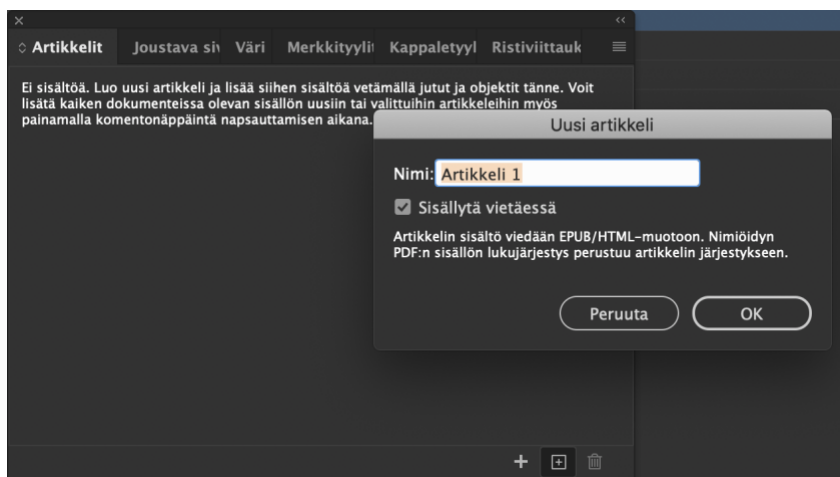 Artikkelit Joustava siv Väri Merkkityylit Kappaletyyl Ristiviittauk
Ei sisältöä. Luo uusi artikkeli ja lisää siihen sisältöä vetämällä jutut ja objektit tänne. Voit
lisätä kaiken dokumenteissa olevan sisällön uusiin tai valittuihin artikkeleihin myös
painamalla komentonäppäintä napsauttamisen aikana.
Uusi artikkeli
Nimi: Artikkeli 1
Sisällytä vietäessä
Artikkelin sisältö viedään EPUB/HTML-muotoon. Nimiöidyn
PDF:n sisällön lukujärjestys perustuu artikkelin järjestykseen.
Peruuta OK